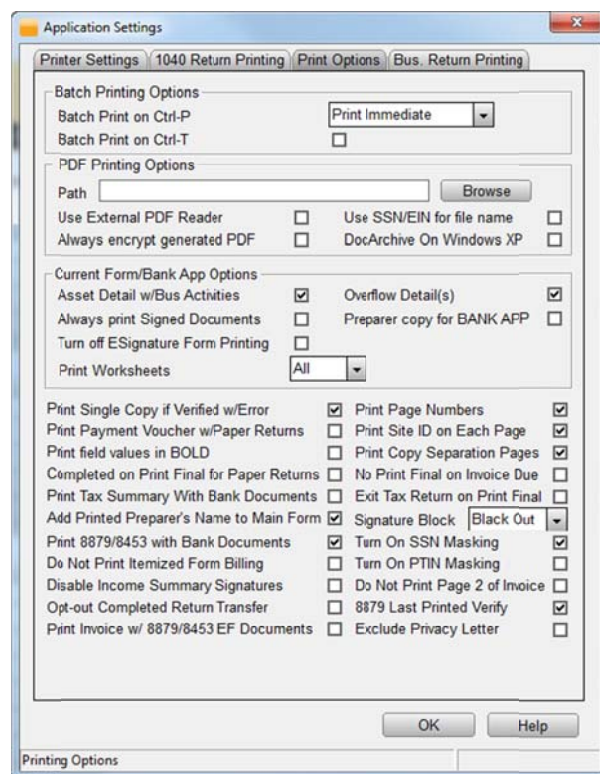 Application Settings
Printer Settings 1040 Return Printing Print Options Bus. Return Printing
Batch Printing Options
Batch Print on Ctrl-P Print Immediate
Batch Print on Ctrl-T
PDF Printing Options
Path Browse
Use External PDF Reader Use SSN/EIN for file name
Always encrypt generated PDF DocArchive On Windows XP
Current Form/Bank App Options
Asset Detail w/Bus Activities Overflow Detail(s)
Always print Signed Documents Preparer copy for BANK APP
Turn off ESignature Form Printing
Print Worksheets All
Print Single Copy if Verified w/Error Print Page Numbers
Print Payment Voucher w/Paper Returns Print Site ID on Each Page
Print field values in BOLD Print Copy Separation Pages
Completed on Print Final for Paper Returns No Print Final on Invoice Due
Print Tax Summary With Bank Documents Exit Tax Return on Print Final
Add Printed Preparer's Name to Main Form Signature Block Black Out
Print 8879/8453 with Bank Documents Turn On SSN Masking
Do Not Print Itemized Form Billing Turn On PTIN Masking
Disable Income Summary Signatures Do Not Print Page 2 of Invoice
Opt-out Completed Return Transfer 8879 Last Printed Verify
Print Invoice w/ 8879/8453 EF Documents Exclude Privacy Letter
OK Help
Printing Options